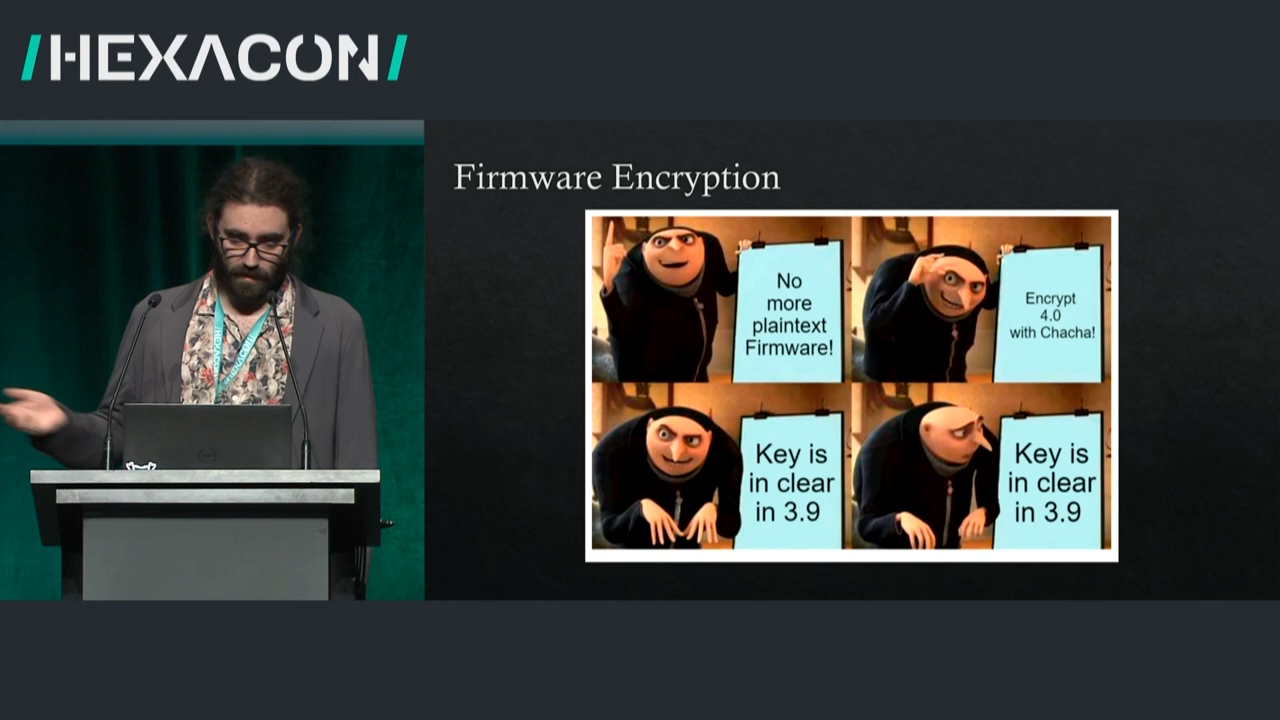 /HEXACON/
Firmware Encryption
No
more
plaintext
Firmware!
Encrypt
4.0
with Chacha!
Key is
in clear
in 3.9
Key is
in clear
in 3.9
HEXACON